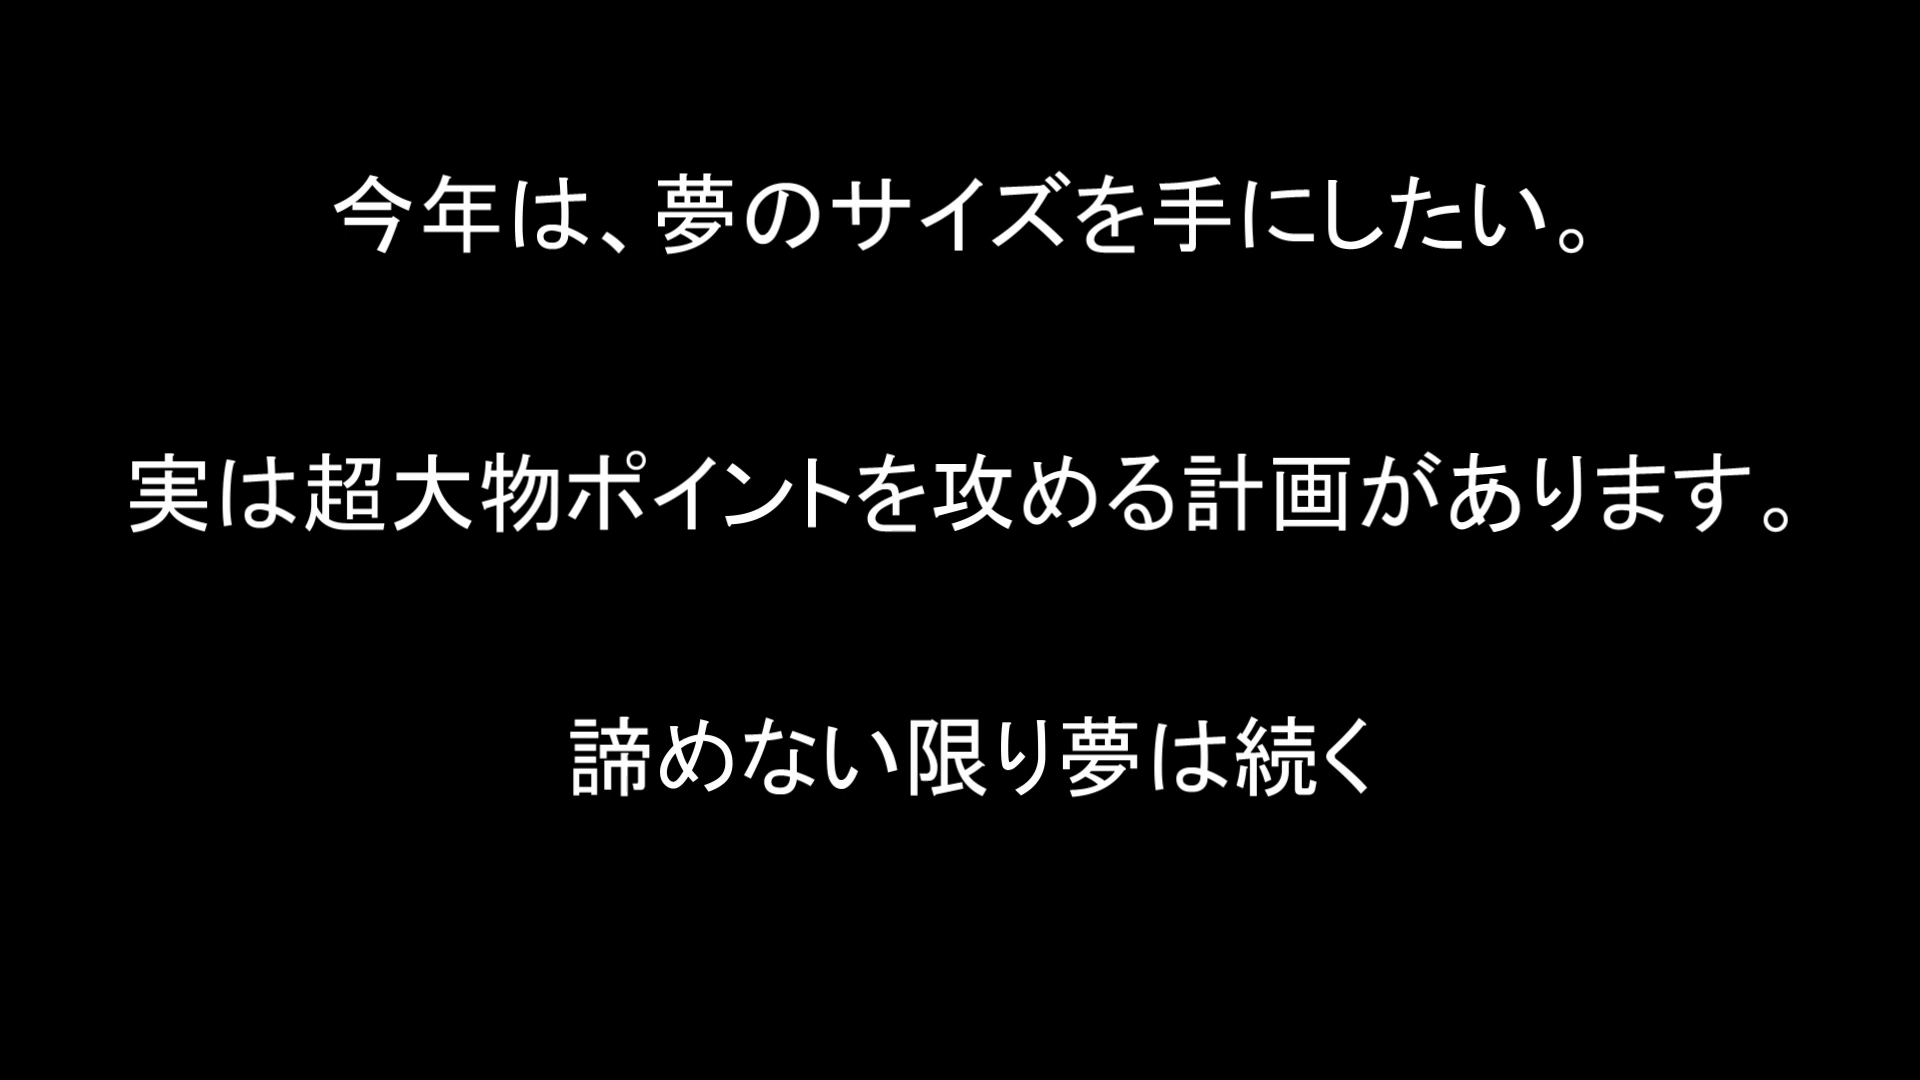 今年は、夢のサイズを手にしたい。
実は超大物ポイントを攻める計画があります。
諦めない限り夢は続く